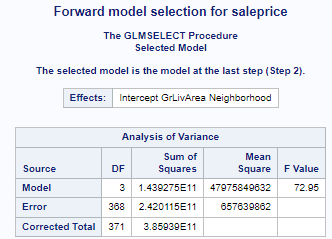 Forward model selection for saleprice
The GLMSELECT Procedure
Selected Model
The selected model is the model at the last step (Step 2).
Effects: Intercept GrLivArea Neighborhood
Analysis of Variance
Source DF Sum of Squares Mean Square F Value
Model 3 1.439275E11 47975849632 72.95
Error 368 2.420115E11 657639862
Corrected Total 371 3.85939E11